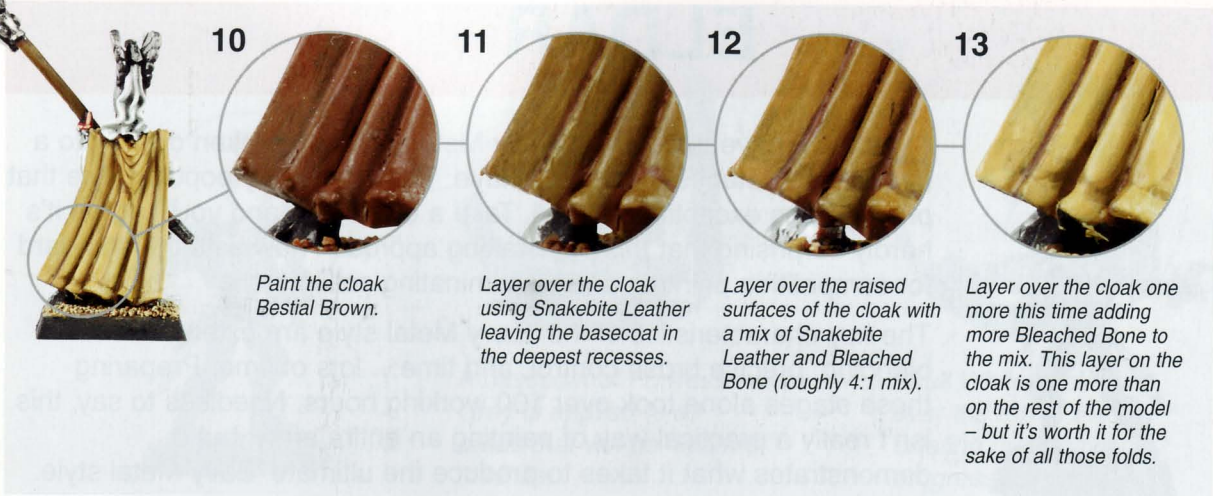 10
Paint the cloak
Bestial Brown.
11
Layer over the cloak
using Snakebite Leather
leaving the basecoat in
the deepest recesses.
12
Layer over the raised
surfaces of the cloak with
a mix of Snakebite
Leather and Bleached
Bone (roughly 4:1 mix).
13
Layer over the cloak one
more this time adding
more Bleached Bone to
the mix. This layer on the
cloak is one more than
on the rest of the model
– but it's worth it for the
sake of all those folds.